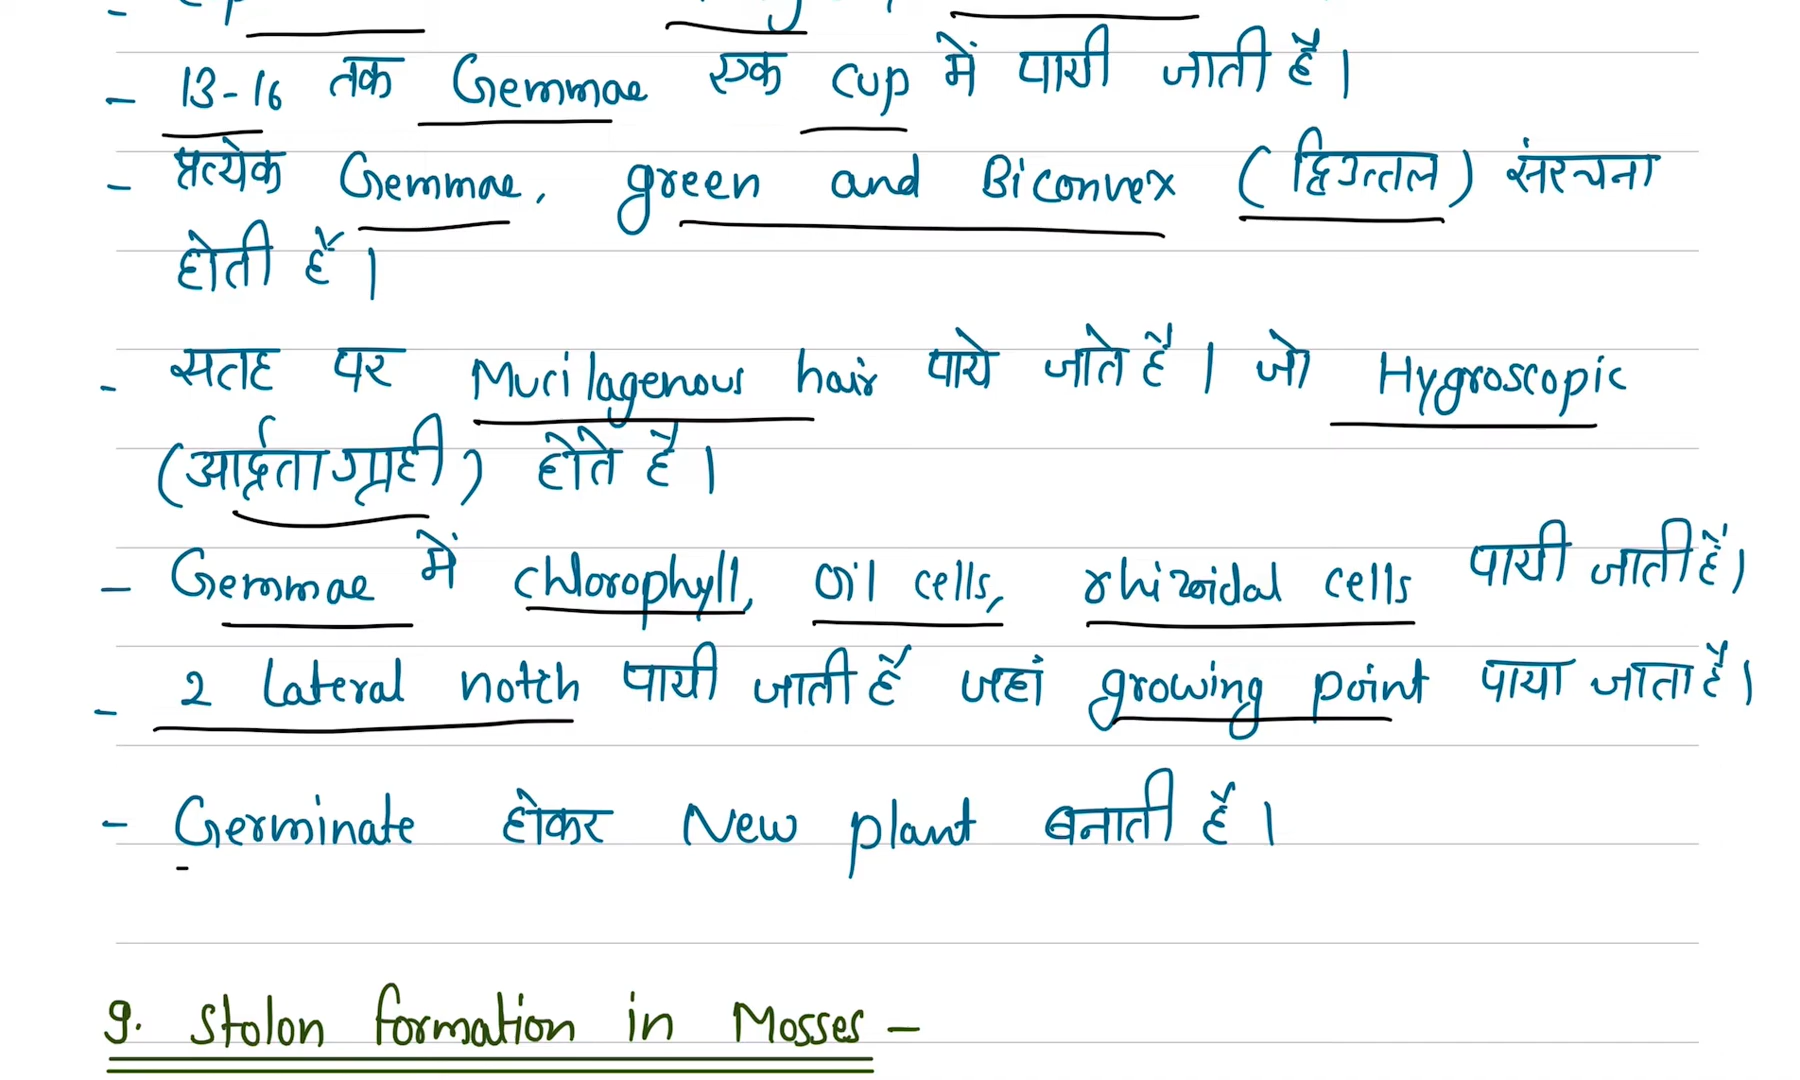 - 13-16 तक Gemmae एक cup में पायी जाती है।
- प्रत्येक Gemmae, green and Biconvex (द्विउत्तल) संरचना
होती हैं।
- सतह पर Mucilagenous hair पाये जाते हैं। जो Hygroscopic
(आर्द्रताग्राही) होते हैं।
- Gemmae में chlorophyll, oil cells, rhizoidal cells पायी जाती हैं।
- 2 lateral notch पायी जाती हैं जहां growing point पाया जाता है।
- Germinate होकर New plant बनाती हैं।
9. Stolon formation in Mosses -